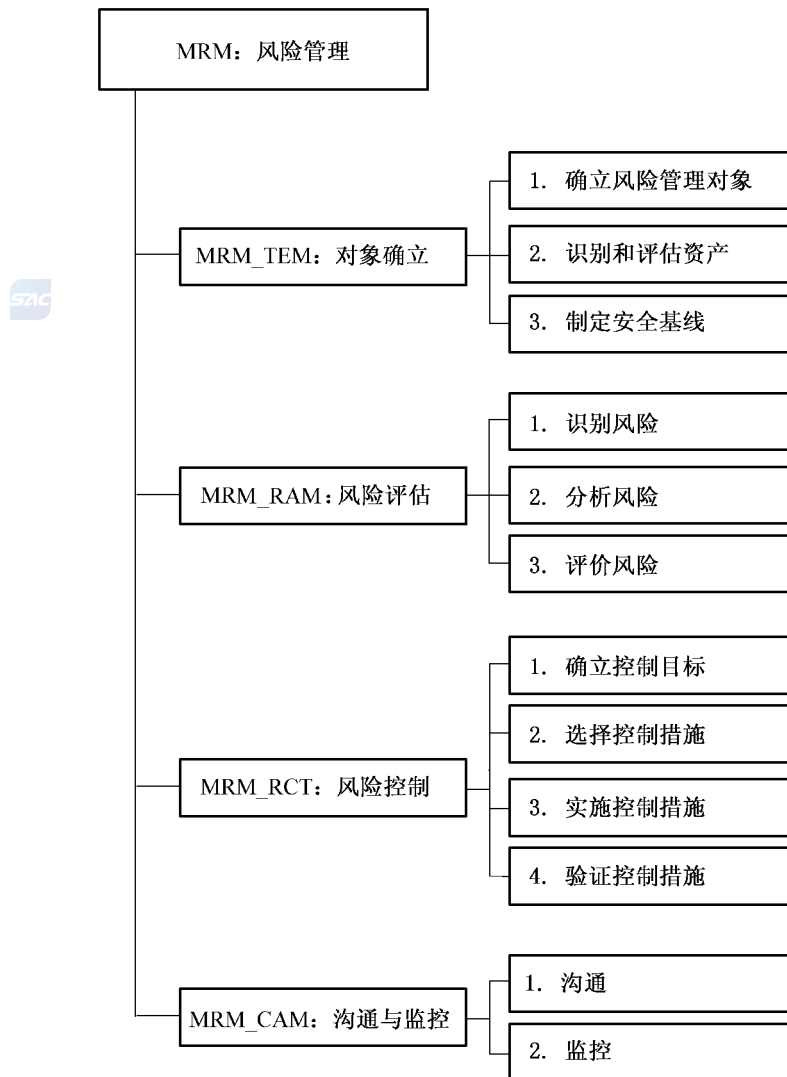 MRM：风险管理
MRM_TEM：对象确立
1. 确立风险管理对象
2. 识别和评估资产
3. 制定安全基线
SAC
MRM_RAM：风险评估
1. 识别风险
2. 分析风险
3. 评价风险
MRM_RCT：风险控制
1. 确立控制目标
2. 选择控制措施
3. 实施控制措施
4. 验证控制措施
MRM_CAM：沟通与监控
1. 沟通
2. 监控